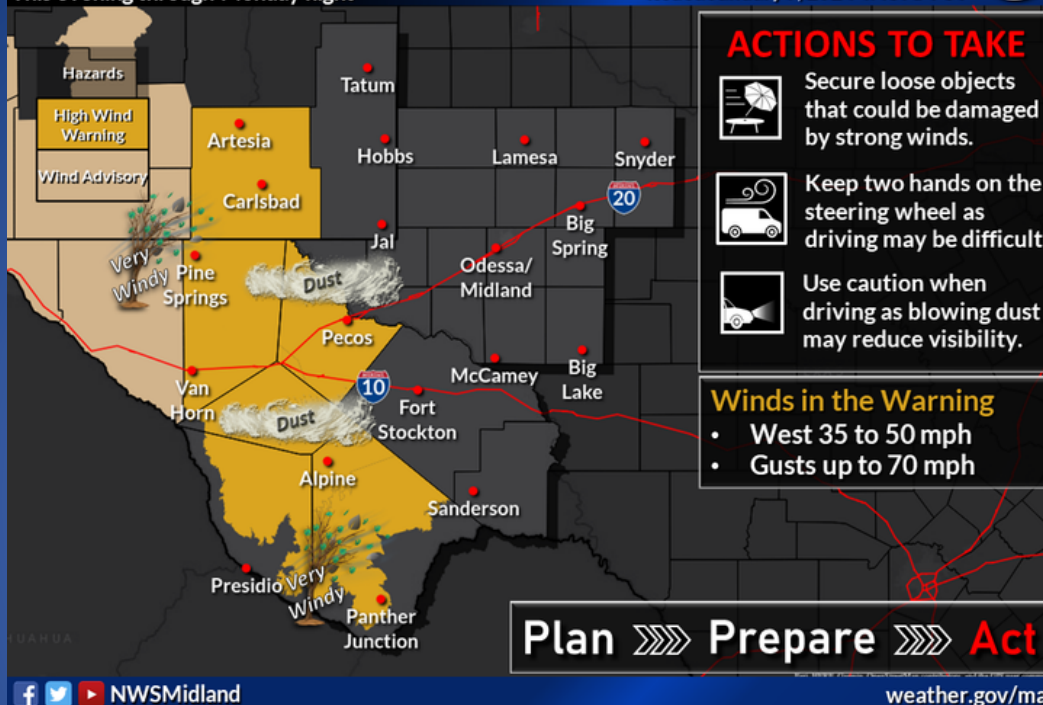 ACTIONS TO TAKE
Secure loose objects
that could be damaged
by strong winds.
Keep two hands on the
steering wheel as
driving may be difficult
Use caution when
driving as blowing dust
may reduce visibility.
Winds in the Warning
• West 35 to 50 mph
• Gusts up to 70 mph
Hazards
High Wind
Warning
Wind Advisory
Tatum
Artesia
Hobbs
Lamesa
Snyder
Carlsbad
20
Jal
Big
Spring
Very
Windy
Pine
Springs
Dust
Odessa/
Midland
Pecos
Van
Horn
10
McCamey
Big
Lake
Dust
Fort
Stockton
Alpine
Sanderson
Presidio
Very
Windy
Panther
Junction
HUAHUA
Plan
Prepare
Act
NWSMidland
weather.gov/ma